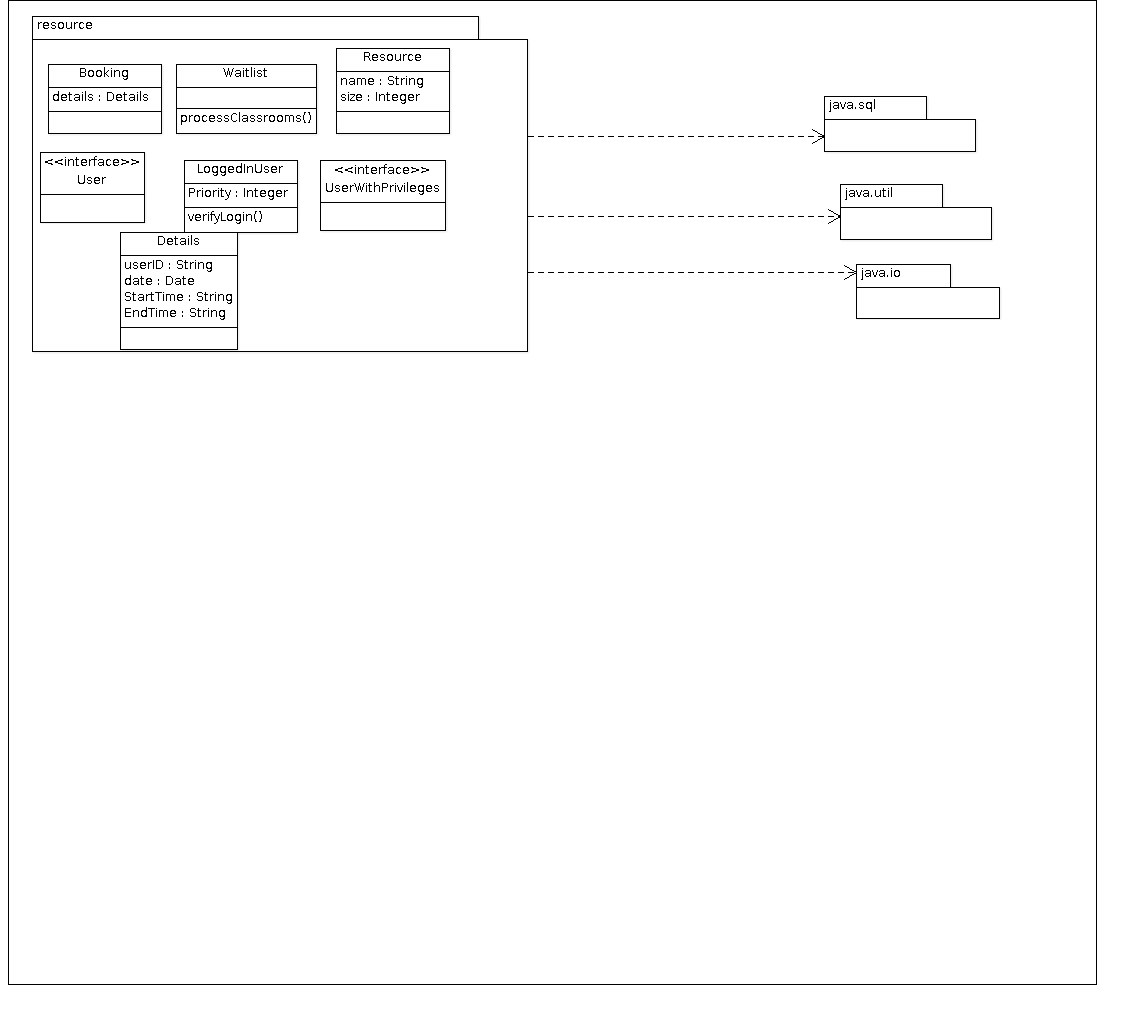 resource
Booking
details : Details
Waitlist
processClassrooms()
Resource
name : String
size : Integer
<<interface>>
User
LoggedInUser
Priority : Integer
verifyLogin()
<<interface>>
UserWithPrivileges
Details
userID : String
date : Date
StartTime : String
EndTime : String
java.sql
java.util
java.io